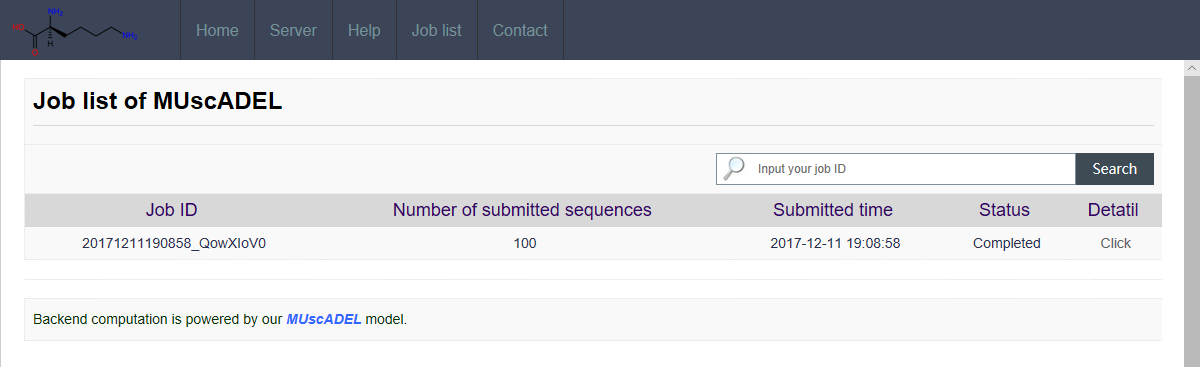 NH₂
HO
NH₂
H
O
Home Server Help Job list Contact
Job list of MUscADEL
Input your job ID Search
Job ID Number of submitted sequences Submitted time Status Detatil
20171211190858_QowXIoV0 100 2017-12-11 19:08:58 Completed Click
Backend computation is powered by our MUscADEL model.